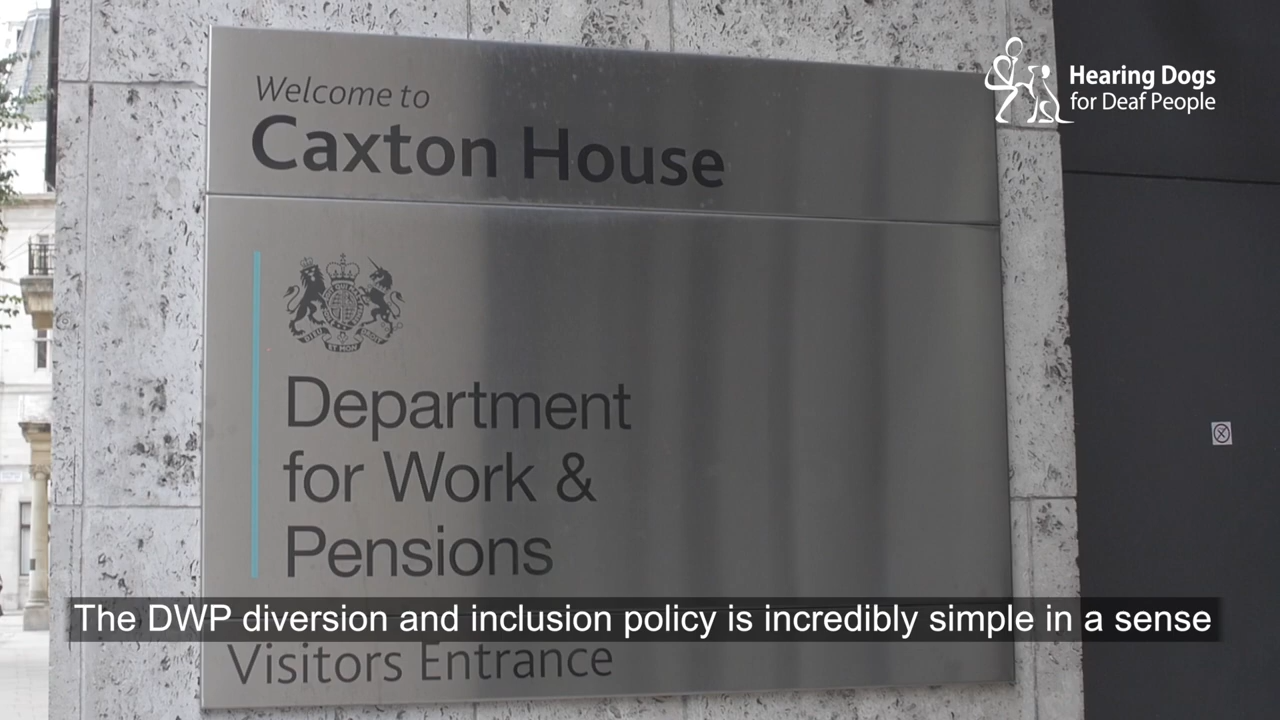 Welcome to
Caxton House
Hearing Dogs
for Deaf People
Department
for Work &
Pensions
The DWP diversion and inclusion policy is incredibly simple in a sense
Visitors Entrance